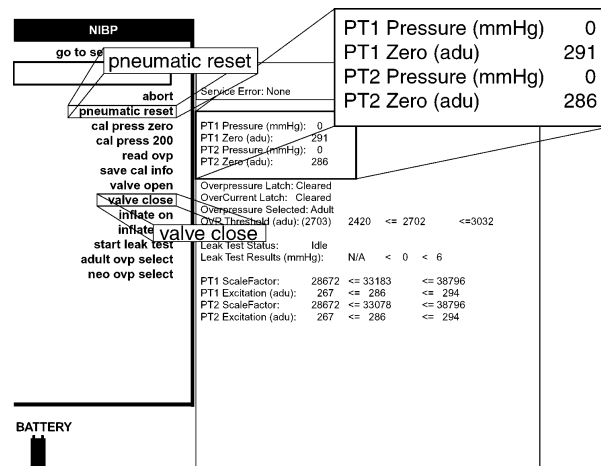 NIBP
go to se
pneumatic reset
abort
pneumatic reset
cal press zero
cal press 200
read ovp
save cal info
valve open
valve close
inflate on
inflate
valve close
start leak test
adult ovp select
neo ovp select
BATTERY
PT1 Pressure (mmHg) 0
PT1 Zero (adu) 291
PT2 Pressure (mmHg) 0
PT2 Zero (adu) 286
Service Error: None
PT1 Pressure (mmHg): 0
PT1 Zero (adu): 291
PT2 Pressure (mmHg): 0
PT2 Zero (adu): 286
Overpressure Latch: Cleared
OverCurrent Latch: Cleared
Overpressure Selected: Adult
OVP Threshold (adu): (2703) 2420 <= 2702 <=3032
Leak Test Status: Idle
Leak Test Results (mmHg): N/A < 0 < 6
PT1 ScaleFactor: 28672 <= 33183 <= 38796
PT1 Excitation (adu): 267 <= 286 <= 294
PT2 ScaleFactor: 28672 <= 33078 <= 38796
PT2 Excitation (adu): 267 <= 286 <= 294